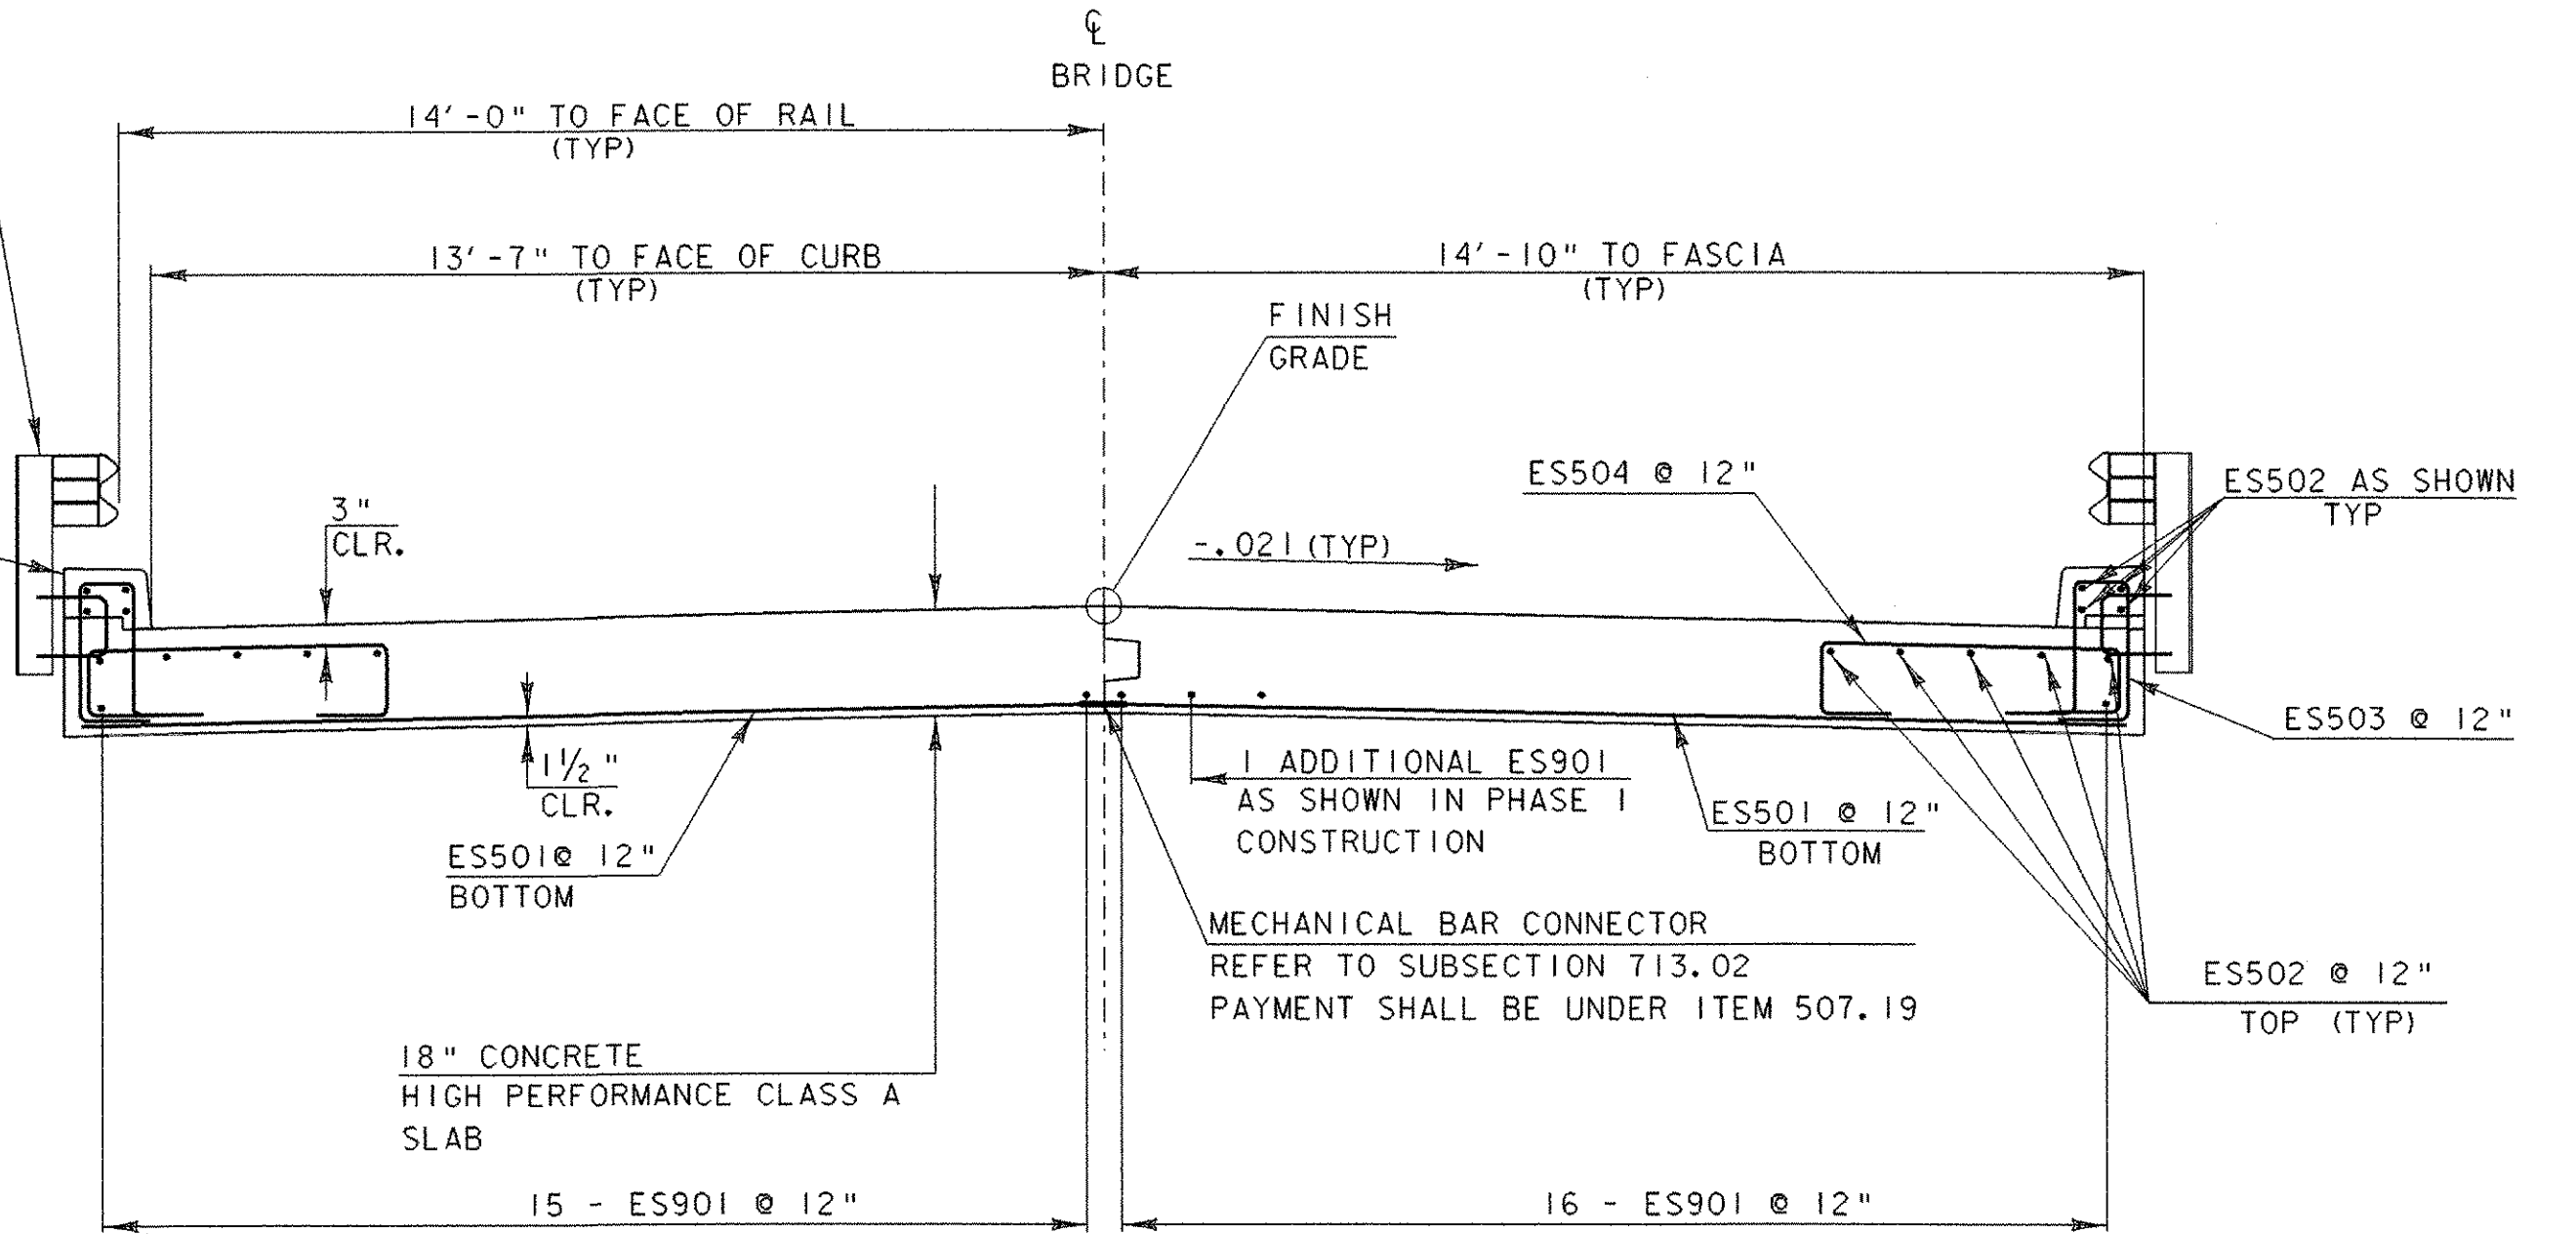 ℄
BRIDGE
14'-0" TO FACE OF RAIL
(TYP)
13'-7" TO FACE OF CURB
(TYP)
14'-10" TO FASCIA
(TYP)
FINISH
GRADE
ES504 @ 12"
ES502 AS SHOWN
TYP
3"
CLR.
-.021 (TYP)
ES503 @ 12"
1½"
CLR.
1 ADDITIONAL ES901
AS SHOWN IN PHASE 1
CONSTRUCTION
ES501 @ 12"
BOTTOM
ES501@ 12"
BOTTOM
MECHANICAL BAR CONNECTOR
REFER TO SUBSECTION 713.02
PAYMENT SHALL BE UNDER ITEM 507.19
ES502 @ 12"
TOP (TYP)
18" CONCRETE
HIGH PERFORMANCE CLASS A
SLAB
15 - ES901 @ 12"
16 - ES901 @ 12"